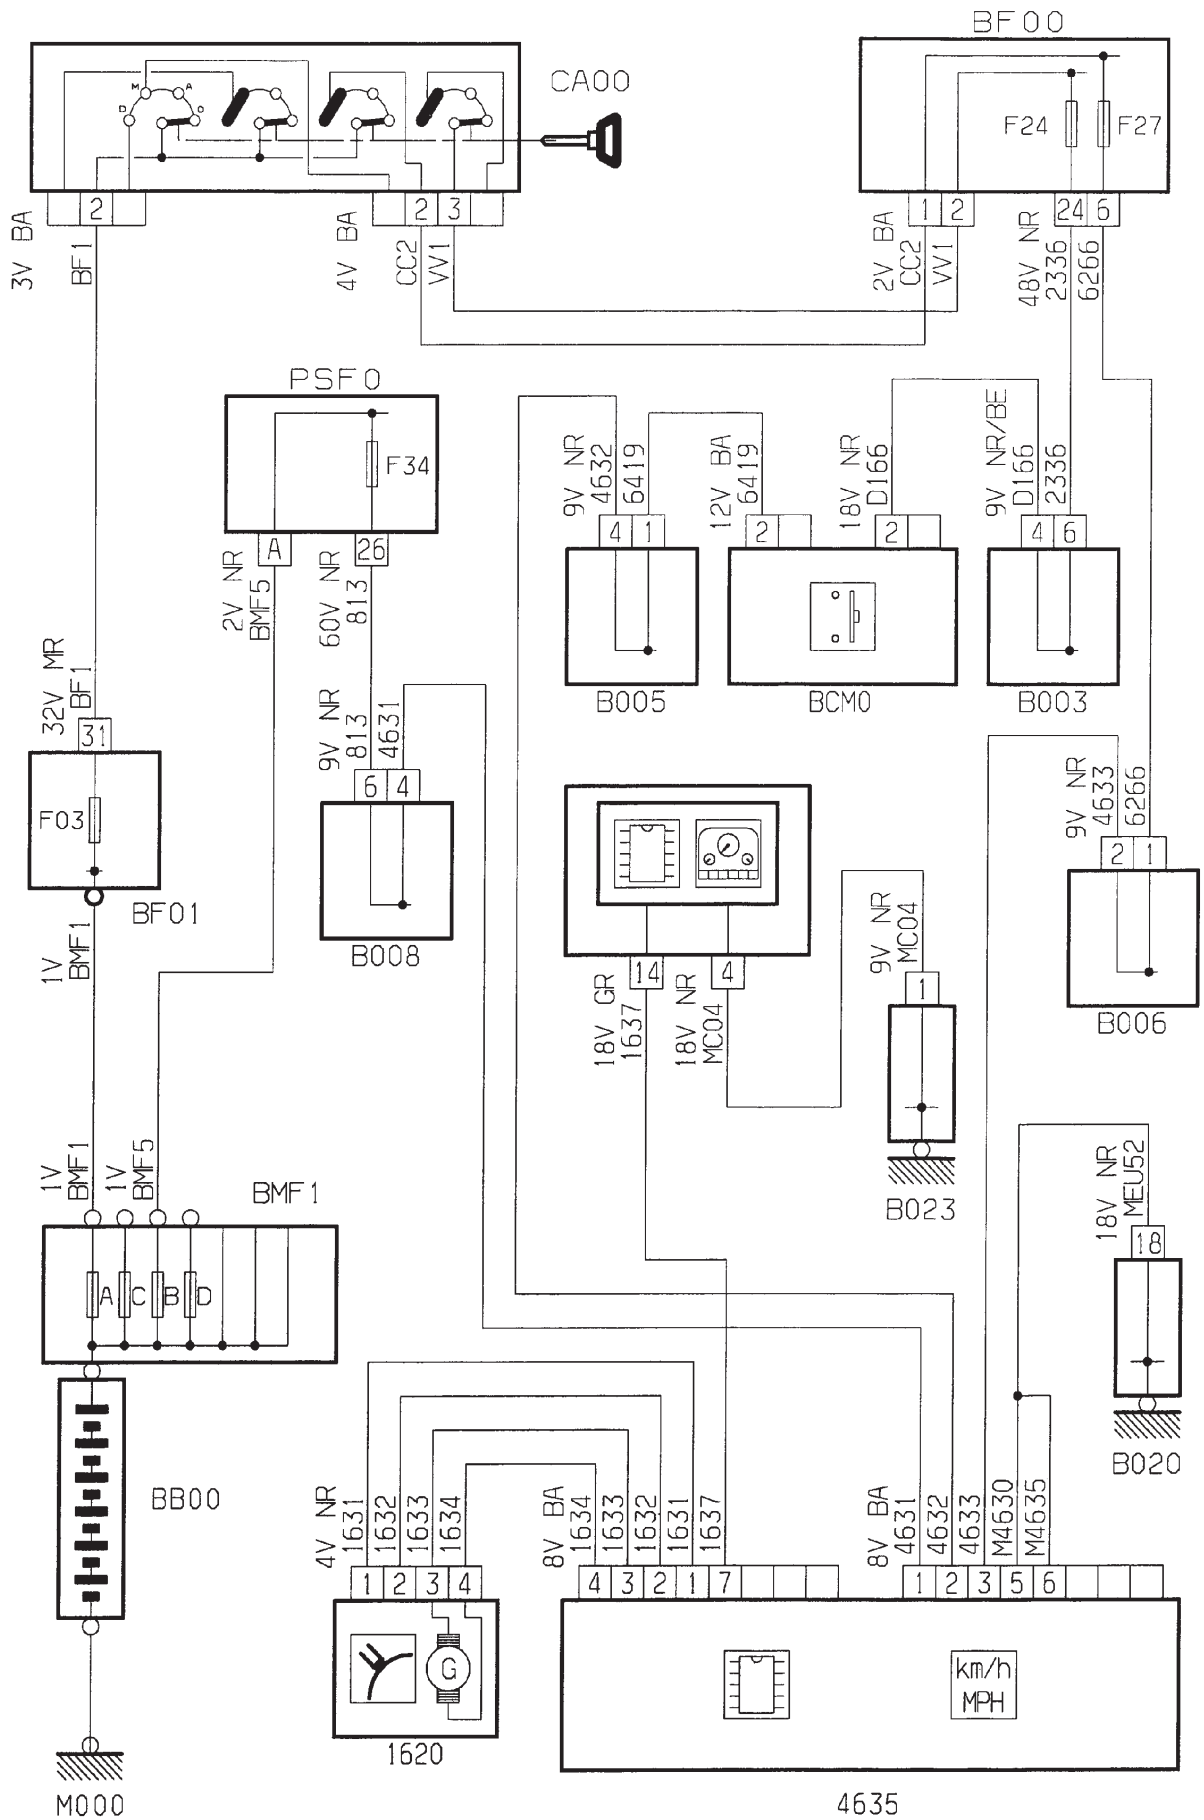 BF00
CA00
M
A
D
C
F24
F27
2
2
3
1
2
24
6
3V BA
BF1
4V BA
CC2
VV1
2V BA
CC2
VV1
48V NR
2336
6266
PSF0
F34
A
26
2V NR
BMF5
60V NR
813
9V NR
4632
6419
12V BA
6419
18V NR
D166
9V NR/BE
D166
2336
4
1
2
2
4
6
B005
BCM0
B003
32V MR
BF1
31
F03
BF01
9V NR
813
4631
6
4
B008
9V NR
4633
6266
2
1
B006
1V
BMF1
14
4
18V GR
1637
18V NR
MC04
9V NR
MC04
1
B023
1V
BMF1
1V
BMF5
BMF1
A
C
B
D
18V NR
MEU52
18
B020
BB00
M000
4V NR
1631
1632
1633
1634
1
2
3
4
G
1620
8V BA
1634
1633
1632
1631
1637
4
3
2
1
7
8V BA
4631
4632
4633
M4630
M4635
1
2
3
5
6
km/h
MPH
4635